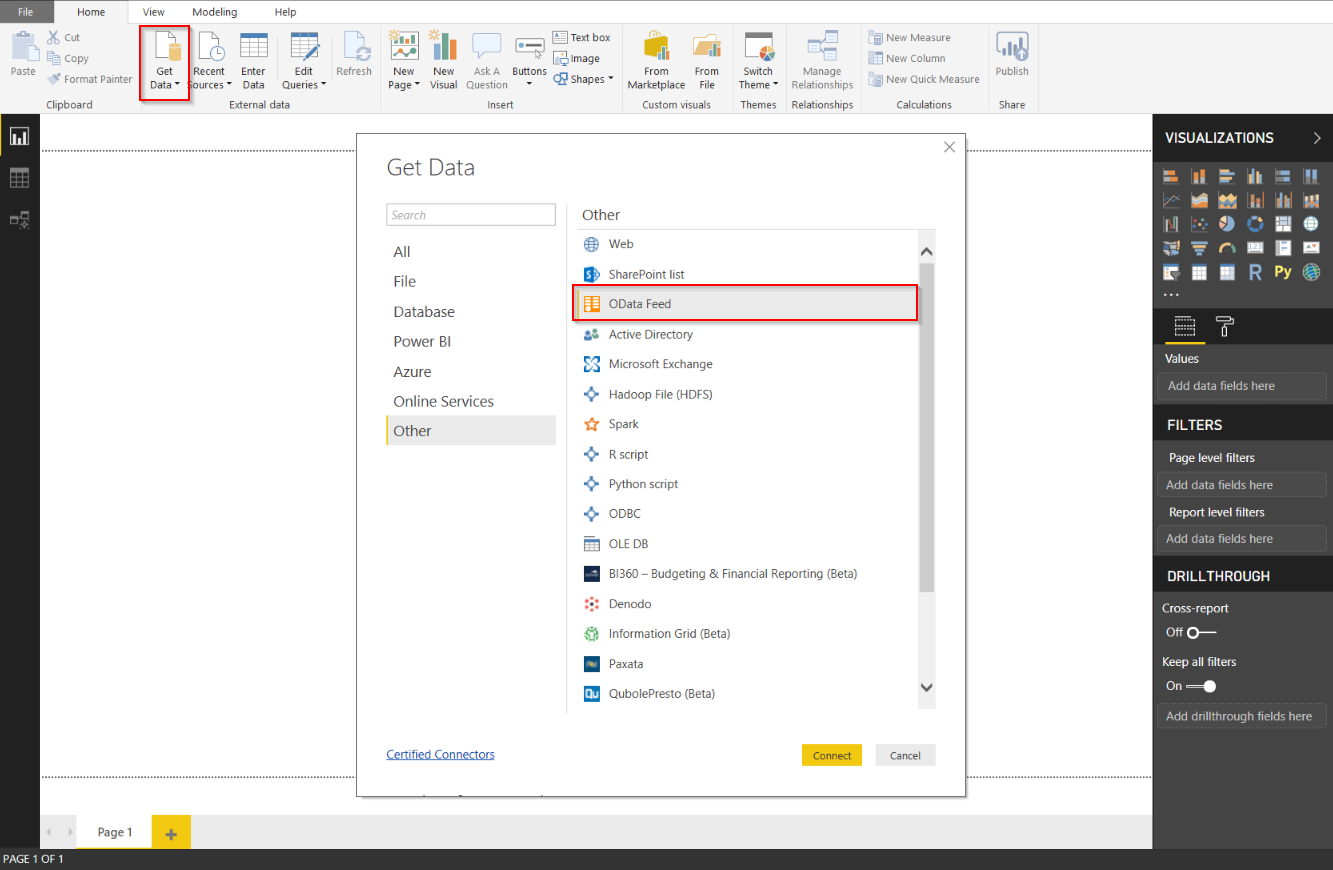 File Home View Modeling Help
Paste
Cut
Copy
Format Painter
Clipboard
Get Data
Recent Sources
Enter Data
Edit Queries
Refresh
External data
New Page
New Visual
Ask A Question
Buttons
Text box
Image
Shapes
Insert
From Marketplace
From File
Custom visuals
Switch Theme
Themes
Manage Relationships
Relationships
New Measure
New Column
New Quick Measure
Calculations
Publish
Share
Get Data
Search
All
File
Database
Power BI
Azure
Online Services
Other
Other
Web
SharePoint list
OData Feed
Active Directory
Microsoft Exchange
Hadoop File (HDFS)
Spark
R script
Python script
ODBC
OLE DB
BI360 – Budgeting & Financial Reporting (Beta)
Denodo
Information Grid (Beta)
Paxata
QubolePresto (Beta)
Certified Connectors
Connect
Cancel
VISUALIZATIONS
R Py
Values
Add data fields here
FILTERS
Page level filters
Add data fields here
Report level filters
Add data fields here
DRILLTHROUGH
Cross-report
Off
Keep all filters
On
Add drillthrough fields here
Page 1
PAGE 1 OF 1